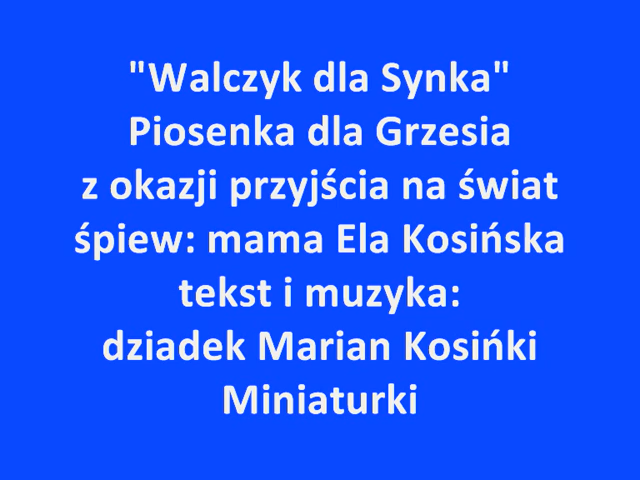 "Walczyk dla Synka"
Piosenka dla Grzesia
z okazji przyjścia na świat
śpiew: mama Ela Kosińska
tekst i muzyka:
dziadek Marian Kosińki
Miniaturki